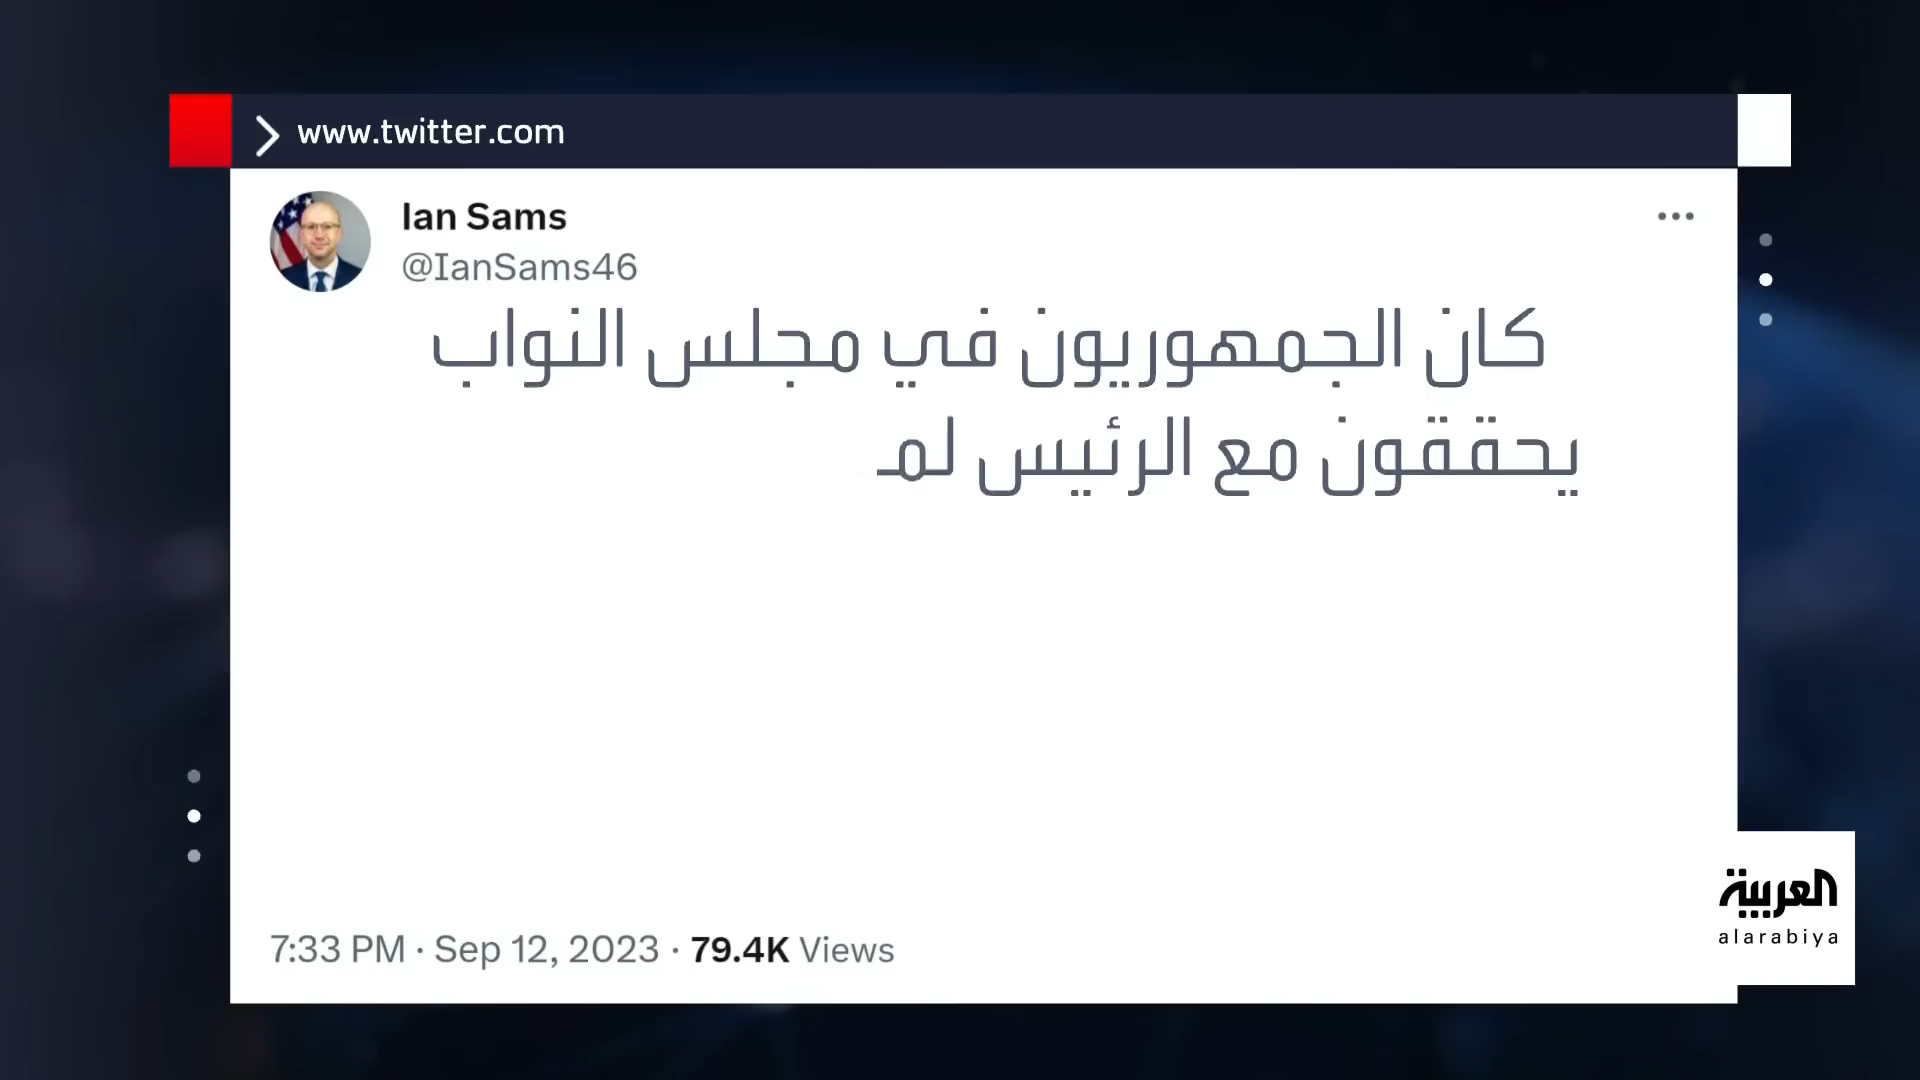 www.twitter.com
Ian Sams
@IanSams46
كان الجمهوريون في مجلس النواب
يحققون مع الرئيس لمـ
7:33 PM · Sep 12, 2023 · 79.4K Views
العربية
alarabiya